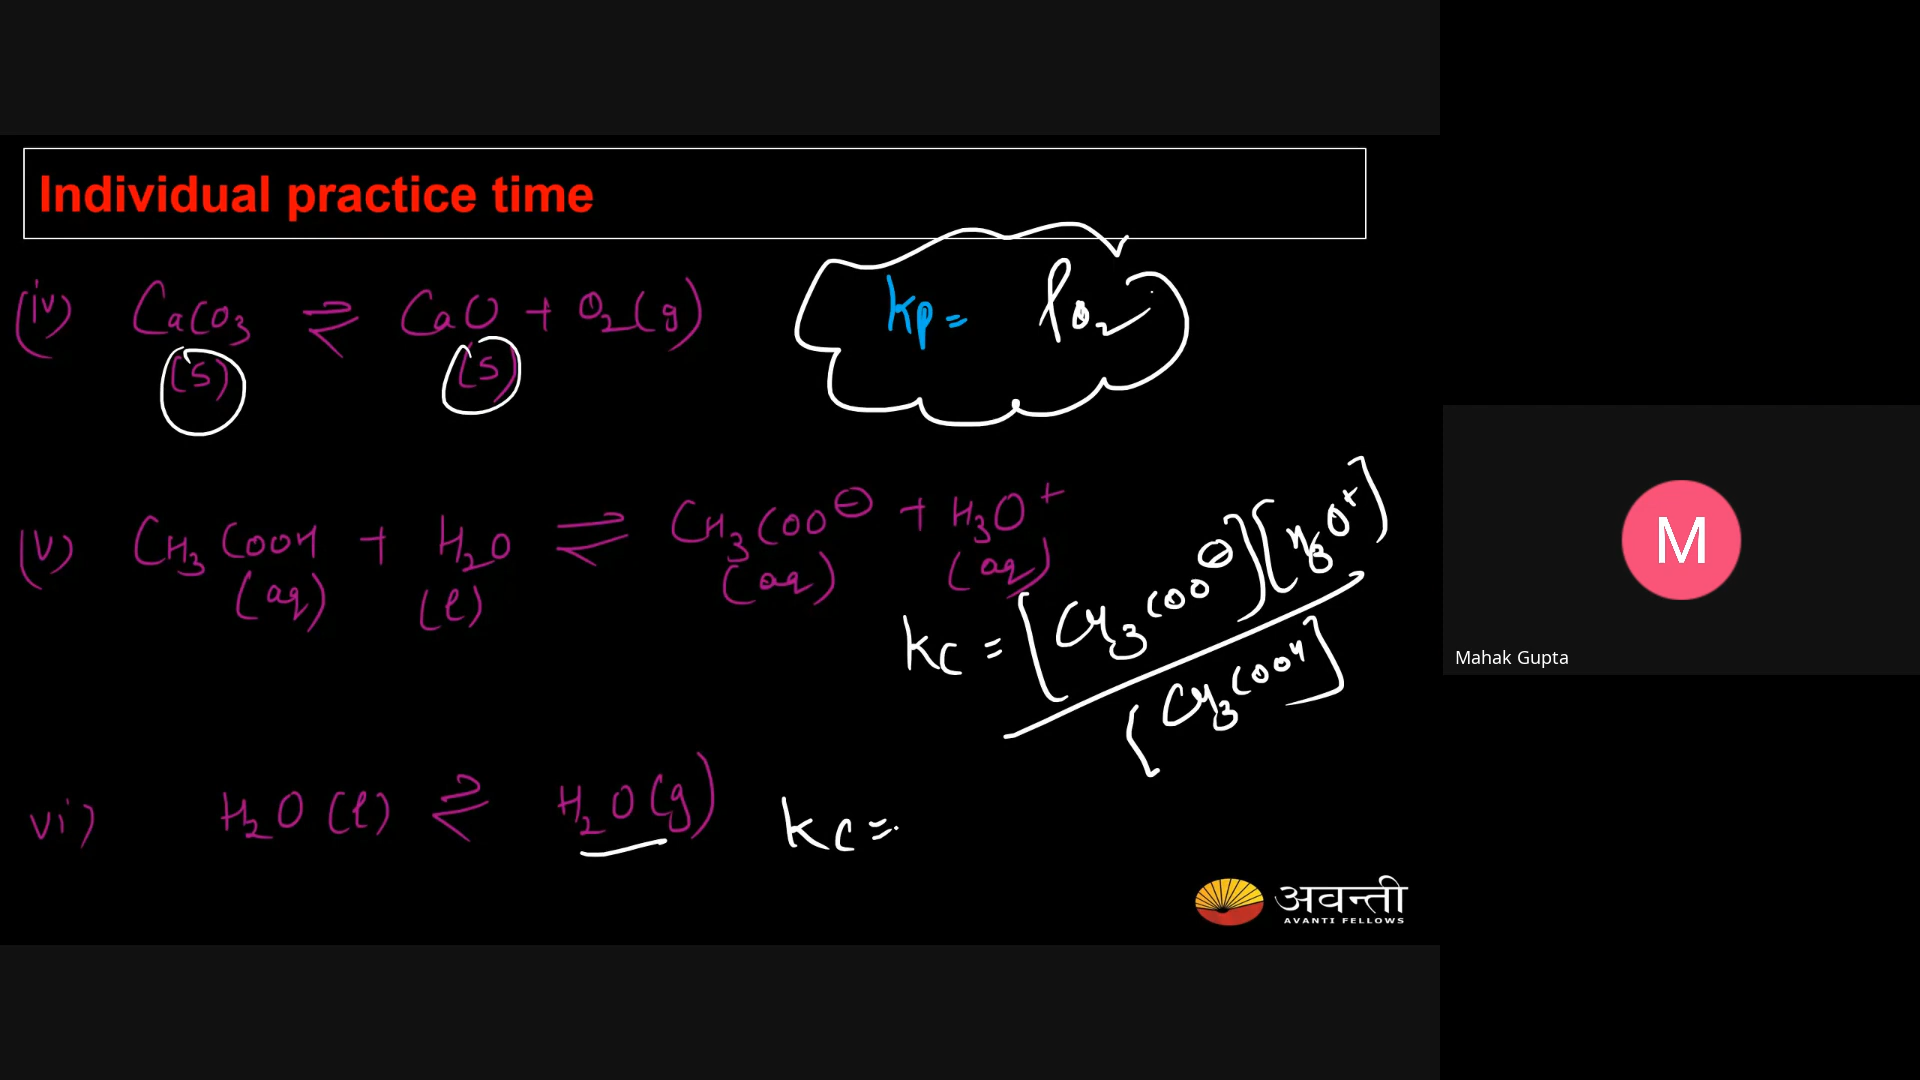 Individual practice time
(iv) CaCO3 ⇌ CaO + O2(g)
(s) (s)
kp = PO2
(v) CH3COOH + H2O ⇌ CH3COO⊖ + H3O+
(aq) (l) (aq) (aq)
kc = [CH3COO⊖][H3O+]
[CH3COOH]
vi) H2O(l) ⇌ H2O(g) kc =
अवन्ती
AVANTI FELLOWS
M
Mahak Gupta